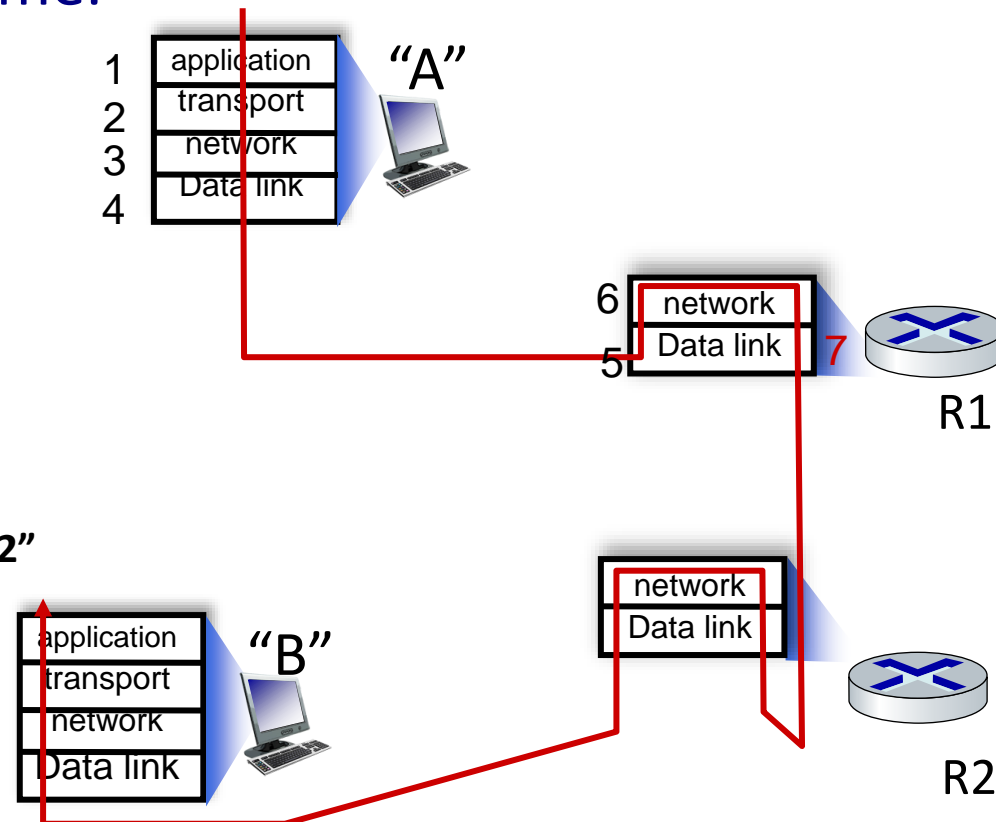 1 application “A”
2 transport
3 network
4 Data link
6 network
5 Data link 7
R1
2”
network
Data link
R2
application “B”
transport
network
Data link